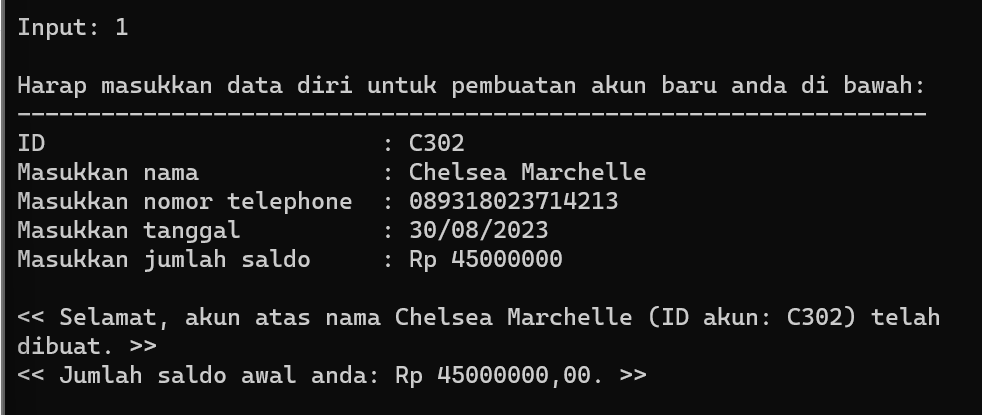 Input: 1
Harap masukkan data diri untuk pembuatan akun baru anda di bawah:
-----------------------------------------------------------------
ID                        : C302
Masukkan nama             : Chelsea Marchelle
Masukkan nomor telephone  : 089318023714213
Masukkan tanggal          : 30/08/2023
Masukkan jumlah saldo     : Rp 45000000
<< Selamat, akun atas nama Chelsea Marchelle (ID akun: C302) telah
dibuat. >>
<< Jumlah saldo awal anda: Rp 45000000,00. >>